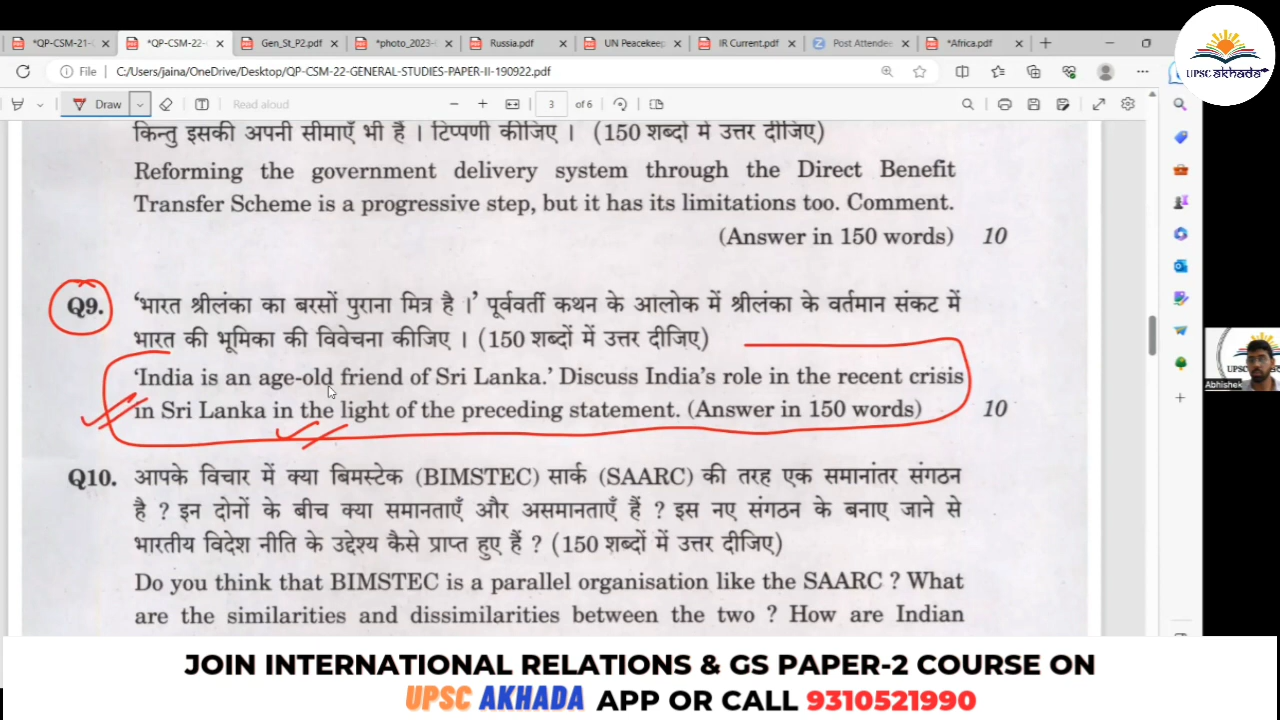 *QP-CSM-21-
*QP-CSM-22-
Gen_St_P2.pdf
*photo_2023-
Russia.pdf
UN Peacekee
IR Current.pdf
Post Attendee
*Africa.pdf
UPSC akhada
File
C:/Users/jaina/OneDrive/Desktop/QP-CSM-22-GENERAL-STUDIES-PAPER-II-190922.pdf
Draw
Read aloud
3 of 6
किन्तु इसकी अपनी सीमाएँ भी हैं । टिप्पणी कीजिए । (150 शब्दों में उत्तर दीजिए)
Reforming the government delivery system through the Direct Benefit
Transfer Scheme is a progressive step, but it has its limitations too. Comment.
(Answer in 150 words) 10
Q9. 'भारत श्रीलंका का बरसों पुराना मित्र है ।' पूर्ववर्ती कथन के आलोक में श्रीलंका के वर्तमान संकट में
भारत की भूमिका की विवेचना कीजिए । (150 शब्दों में उत्तर दीजिए)
'India is an age-old friend of Sri Lanka.' Discuss India's role in the recent crisis
in Sri Lanka in the light of the preceding statement. (Answer in 150 words) 10
Abhishek
Q10. आपके विचार में क्या बिमस्टेक (BIMSTEC) सार्क (SAARC) की तरह एक समानांतर संगठन
है ? इन दोनों के बीच क्या समानताएँ और असमानताएँ हैं ? इस नए संगठन के बनाए जाने से
भारतीय विदेश नीति के उद्देश्य कैसे प्राप्त हुए हैं ? (150 शब्दों में उत्तर दीजिए)
Do you think that BIMSTEC is a parallel organisation like the SAARC ? What
are the similarities and dissimilarities between the two ? How are Indian
JOIN INTERNATIONAL RELATIONS & GS PAPER-2 COURSE ON
UPSC AKHADA APP OR CALL 9310521990